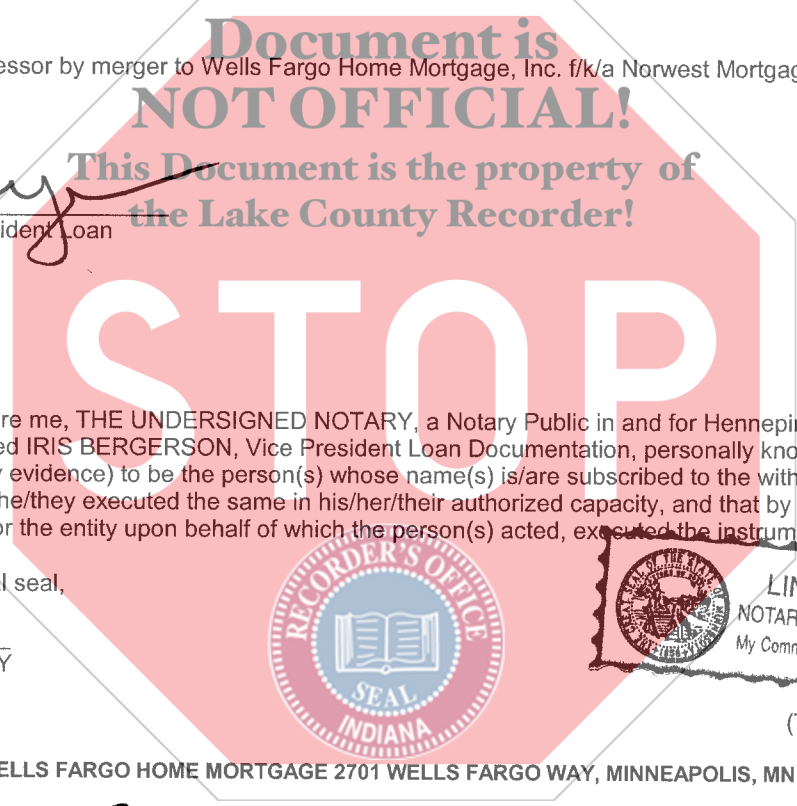 Document is
essor by merger to Wells Fargo Home Mortgage, Inc. f/k/a Norwest Mortgag
NOT OFFICIAL!
This Document is the property of
the Lake County Recorder!
ident Loan
STOP
re me, THE UNDERSIGNED NOTARY, a Notary Public in and for Hennepin
ed IRIS BERGERSON, Vice President Loan Documentation, personally kno
y evidence) to be the person(s) whose name(s) is/are subscribed to the with
he/they executed the same in his/her/their authorized capacity, and that by
or the entity upon behalf of which the person(s) acted, executed the instrum
RECORDER'S OFFICE
SEAL
INDIANA
l seal,
LIN
NOTAR
My Comm
Y
(T
ELLS FARGO HOME MORTGAGE 2701 WELLS FARGO WAY, MINNEAPOLIS, MN